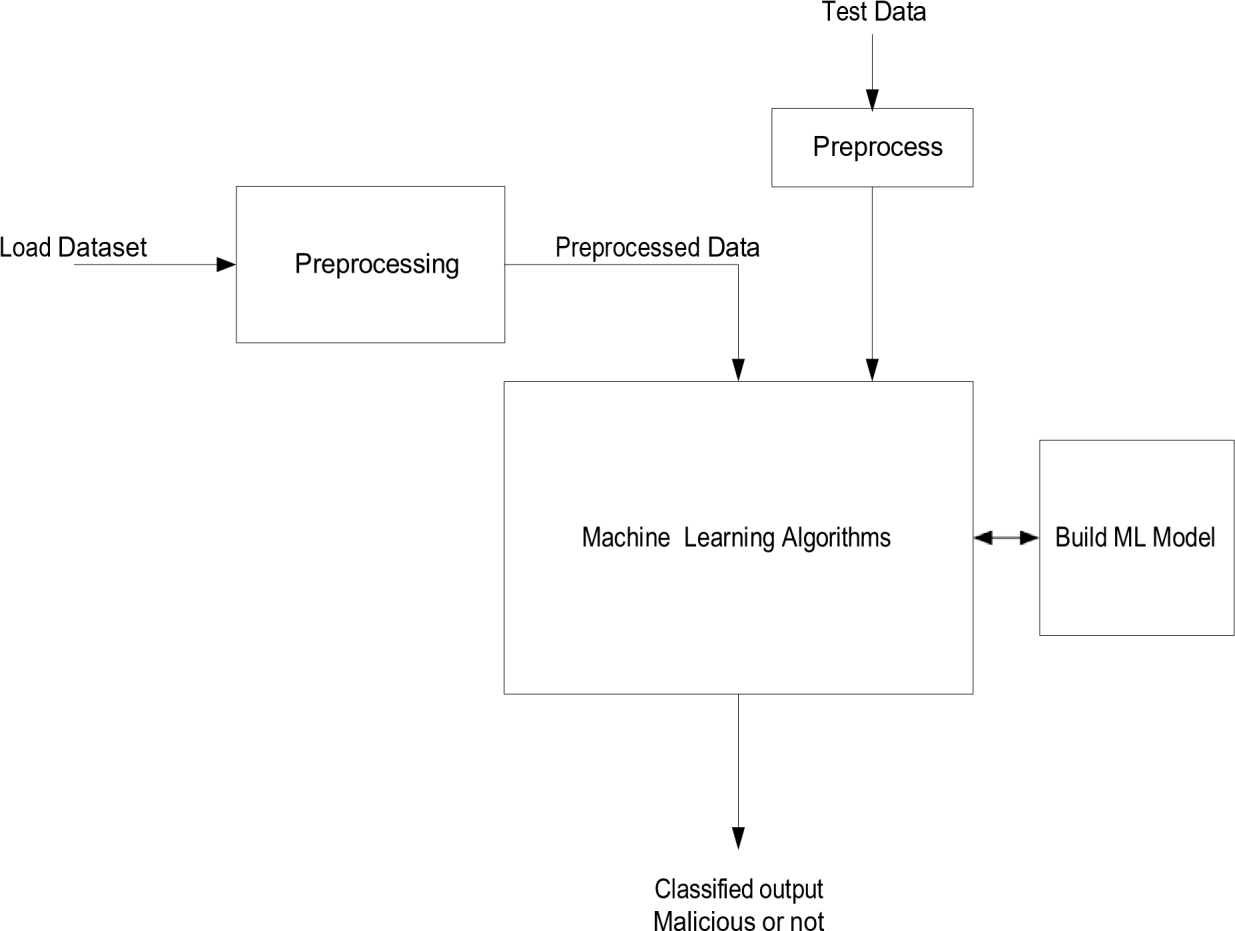 Test Data
Preprocess
Load Dataset
Preprocessing
Preprocessed Data
Machine Learning Algorithms
Build ML Model
Classified output
Malicious or not